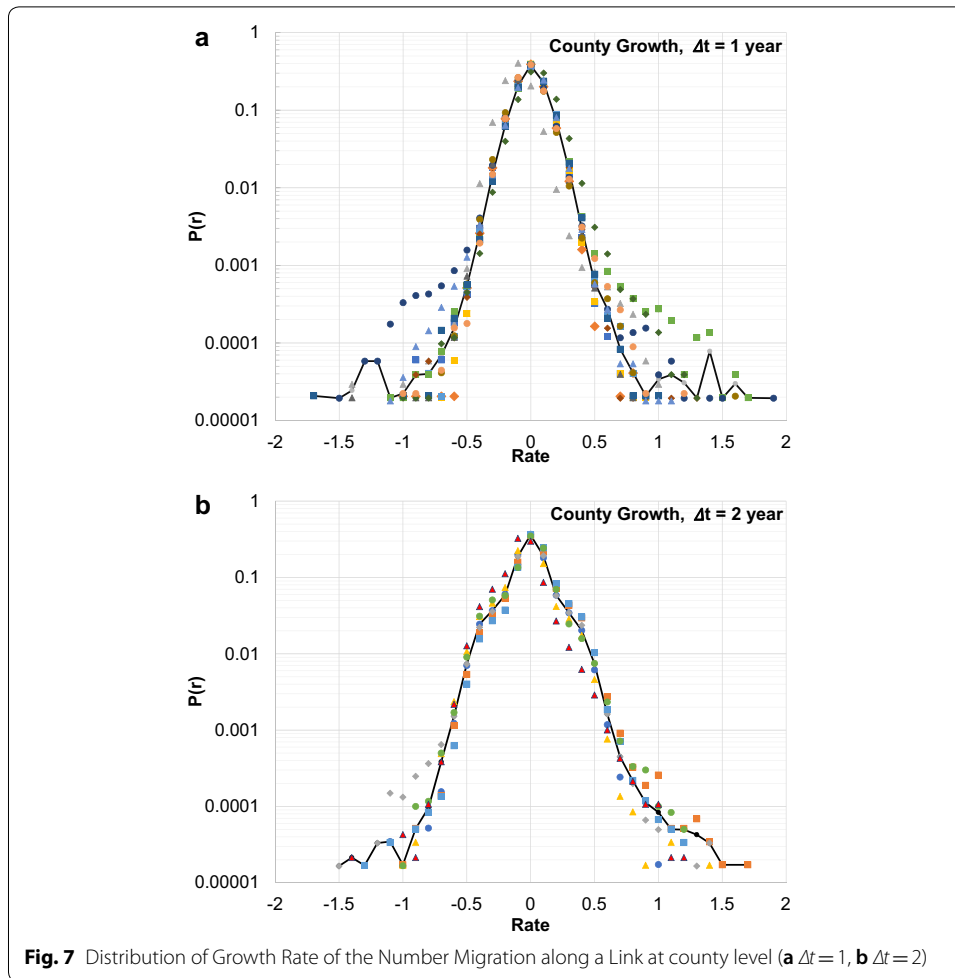 a
County Growth, Δt = 1 year
1
0.1
0.01
0.001
0.0001
0.00001
P(r)
-2 -1.5 -1 -0.5 0 0.5 1 1.5 2
Rate
b
County Growth, Δt = 2 year
1
0.1
0.01
0.001
0.0001
0.00001
P(r)
-2 -1.5 -1 -0.5 0 0.5 1 1.5 2
Rate
Fig. 7 Distribution of Growth Rate of the Number Migration along a Link at county level (a Δt = 1, b Δt = 2)